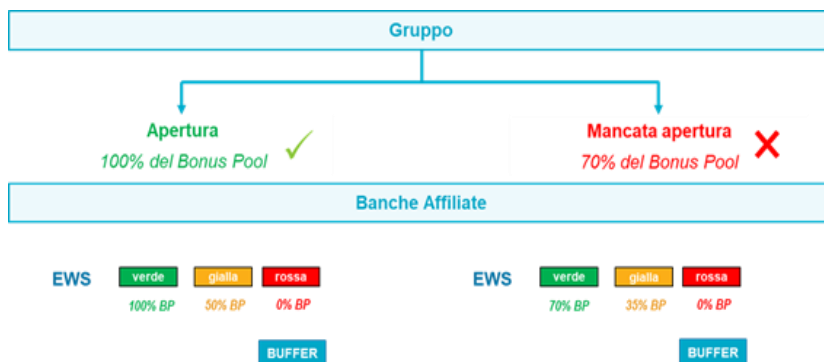 Gruppo
Apertura
100% del Bonus Pool
Mancata apertura
70% del Bonus Pool
Banche Affiliate
EWS verde gialla rossa
100% BP 50% BP 0% BP
BUFFER
EWS verde gialla rossa
70% BP 35% BP 0% BP
BUFFER